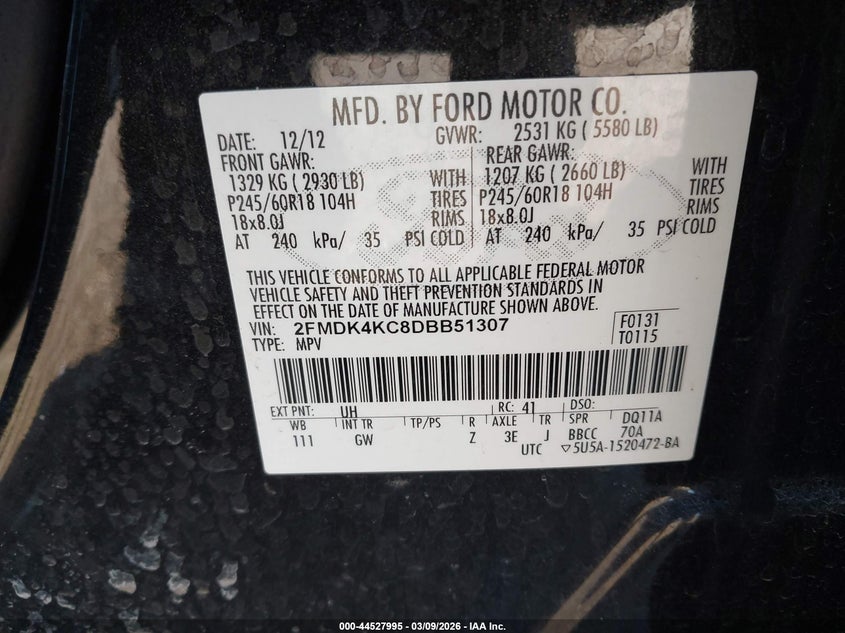 MFD. BY FORD MOTOR CO.
DATE: 12/12 GVWR: 2531 KG ( 5580 LB)
FRONT GAWR: REAR GAWR:
1329 KG ( 2930 LB) WITH 1207 KG ( 2660 LB) WITH
P245/60R18 104H TIRES P245/60R18 104H TIRES
18x8.0J RIMS 18x8.0J RIMS
AT 240 kPa/ 35 PSI COLD AT 240 kPa/ 35 PSI COLD
THIS VEHICLE CONFORMS TO ALL APPLICABLE FEDERAL MOTOR
VEHICLE SAFETY AND THEFT PREVENTION STANDARDS IN
EFFECT ON THE DATE OF MANUFACTURE SHOWN ABOVE.
VIN: 2FMDK4KC8DBB51307 F0131
TYPE: MPV T0115
EXT PNT: UH RC: 41 DSO:
WB INT TR TP/PS R AXLE TR SPR DQ11A
111 GW Z 3E J BBCC 70A
UTC ▽5U5A-1520472-BA
000-44527995 | 03/09/2026 | IAA Inc.